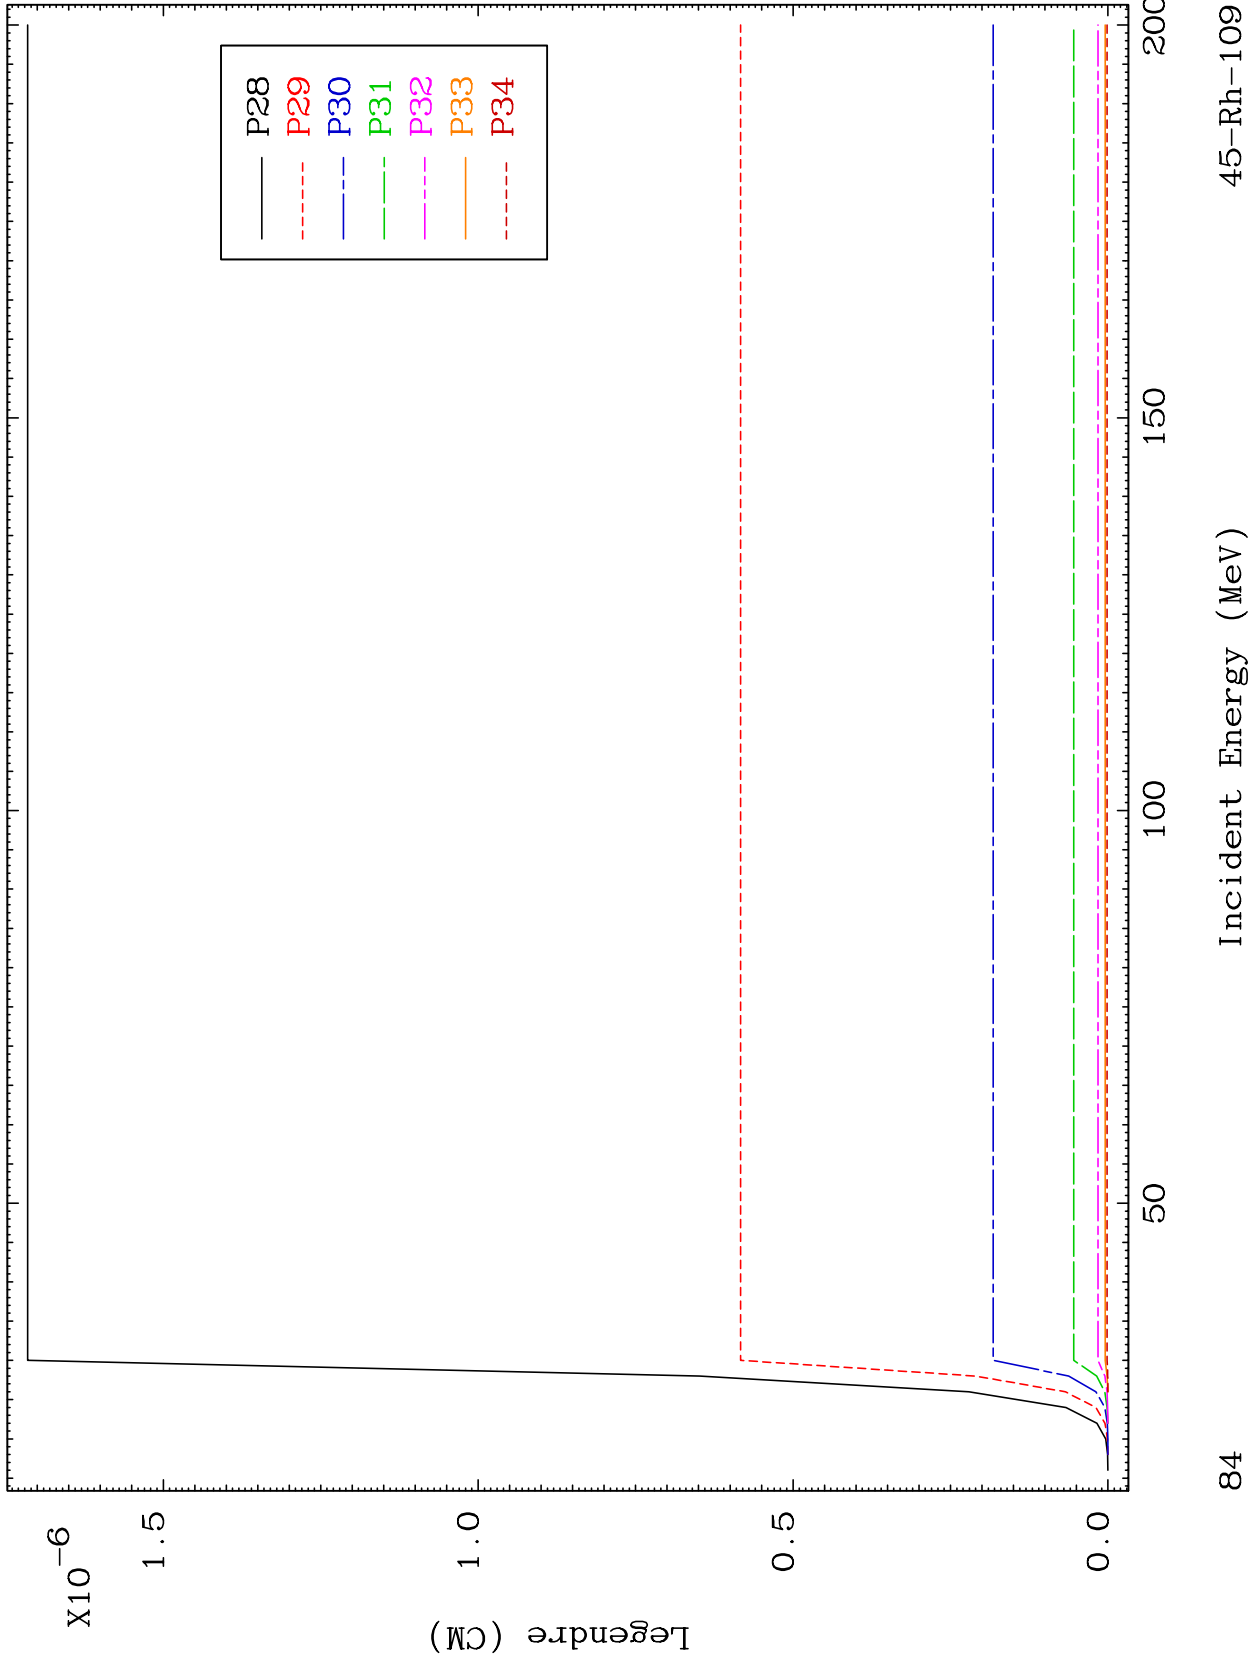 X10-6
1.5
1.0
0.5
0.0
Legendre (CM)
P28
P29
P30
P31
P32
P33
P34
50
100
150
200
Incident Energy (MeV)
84
45-Rh-109